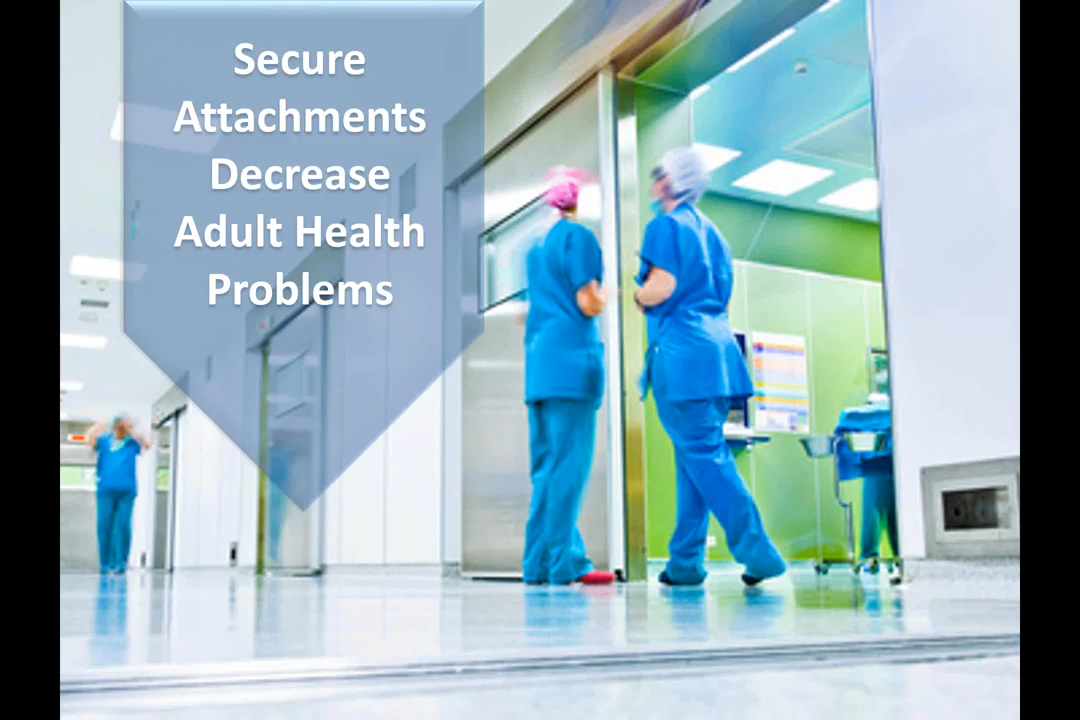 Secure
Attachments
Decrease
Adult Health
Problems